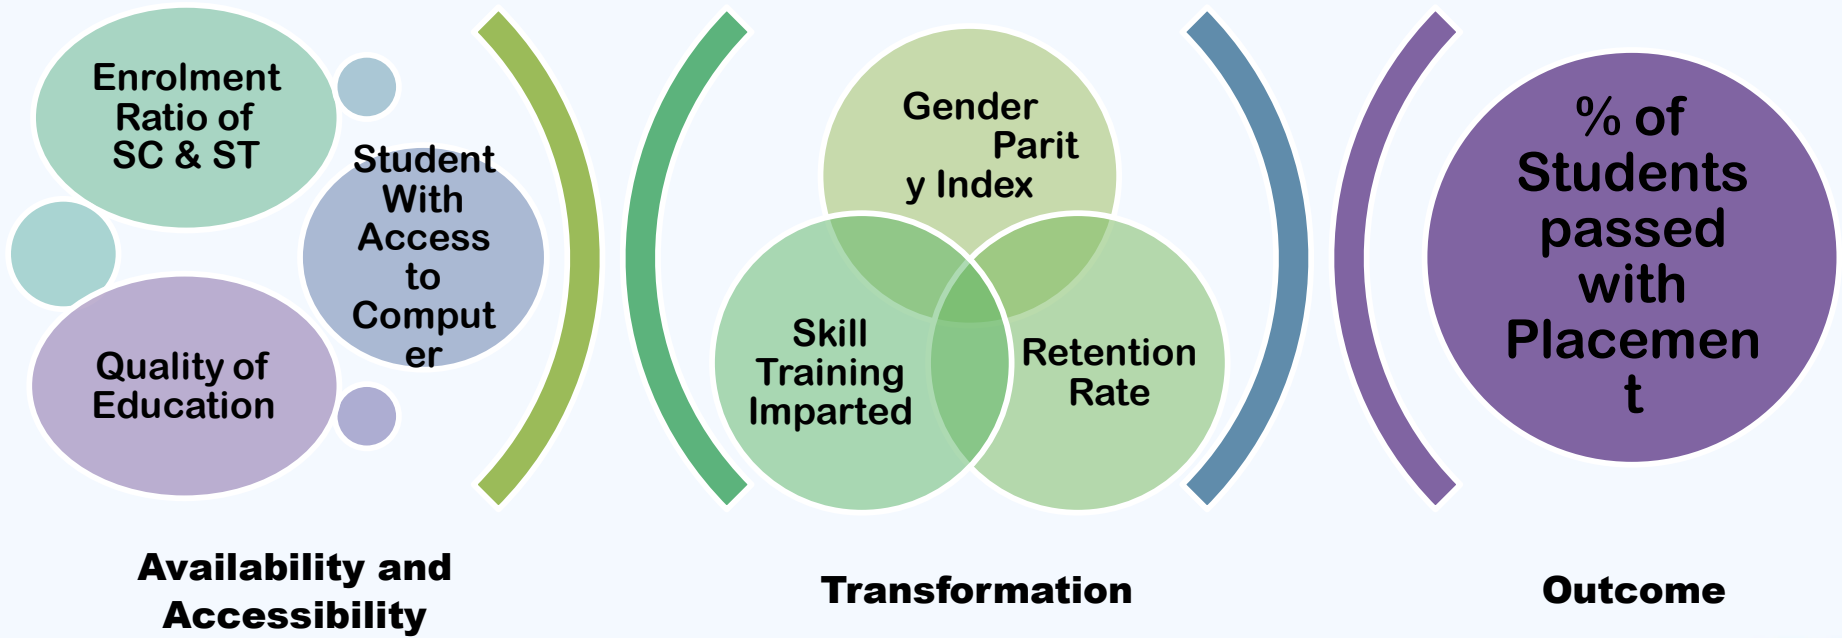 Enrolment
Ratio of
SC & ST
Student
With
Access
to
Comput
er
Quality of
Education
Availability and
Accessibility
Gender
Parit
y Index
Skill
Training
Imparted
Retention
Rate
Transformation
% of
Students
passed
with
Placemen
t
Outcome